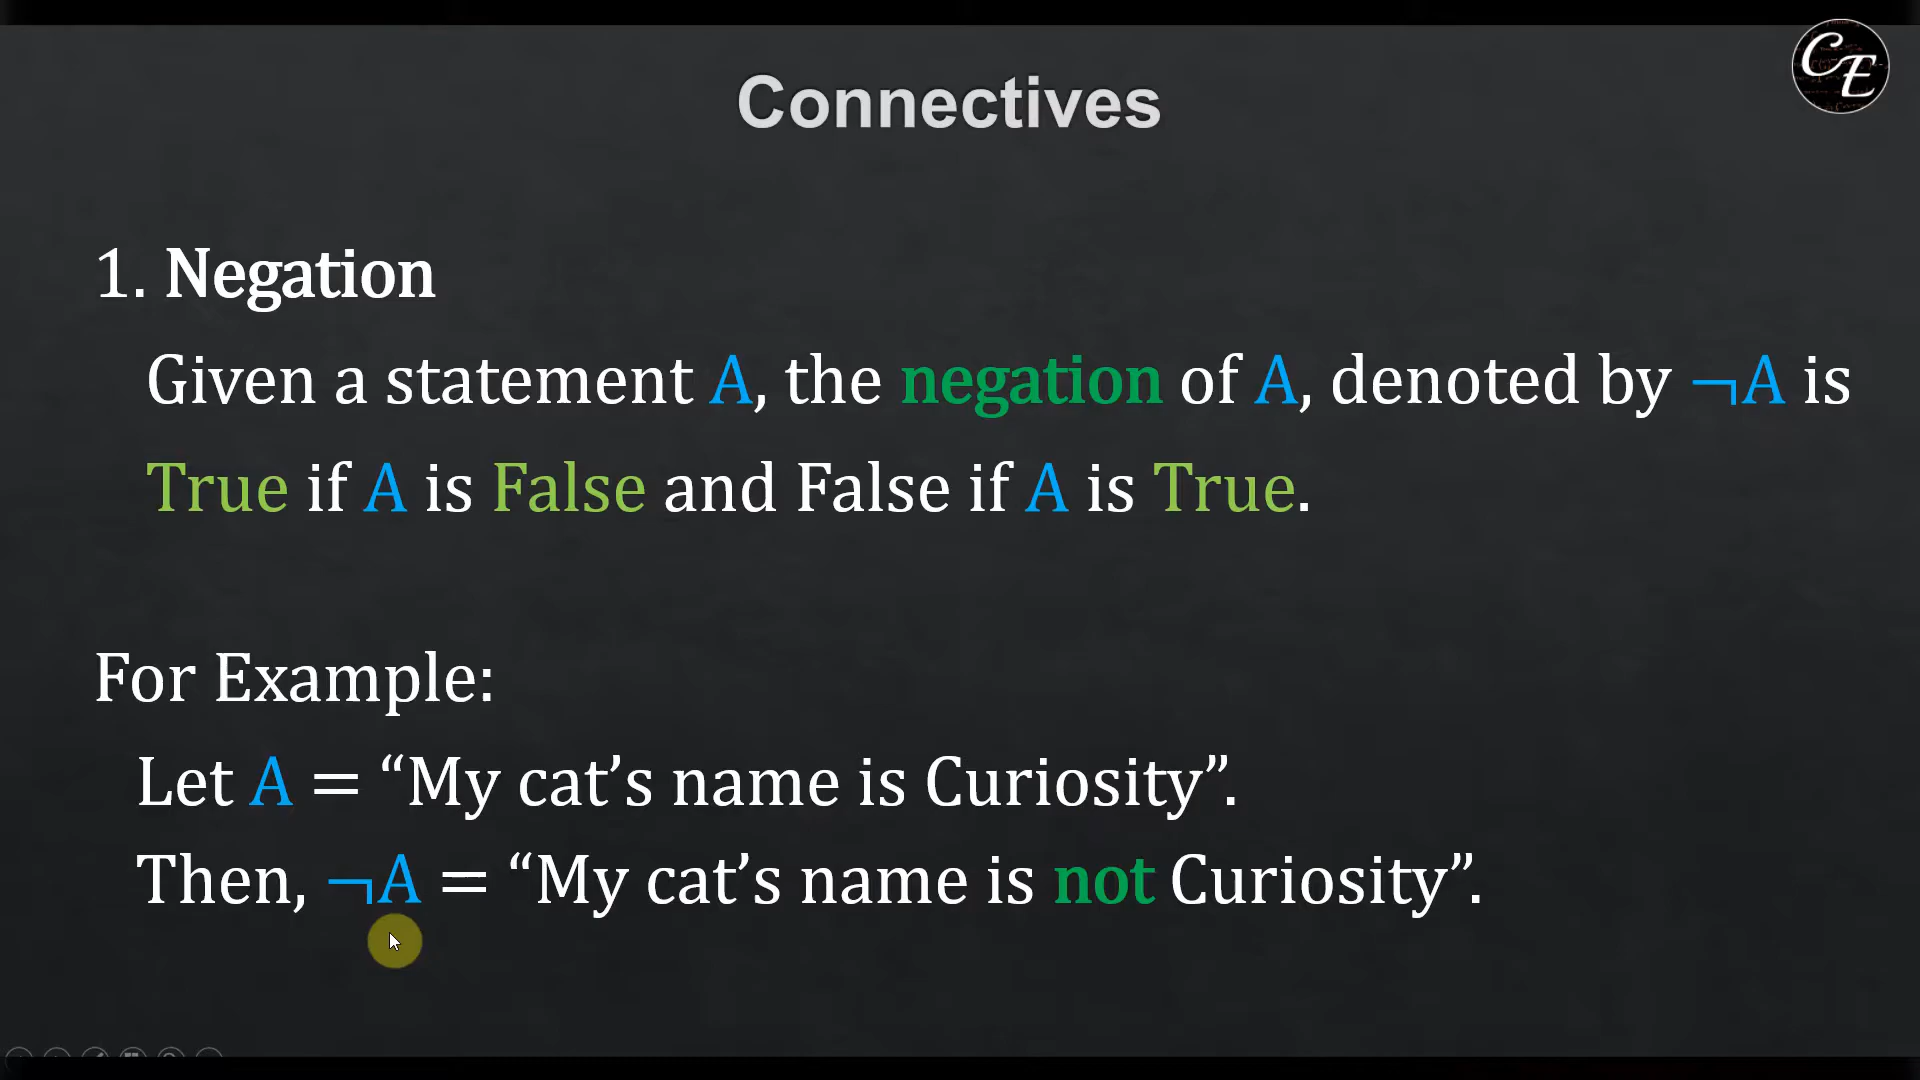 CE
Connectives
1. Negation
Given a statement A, the negation of A, denoted by ¬A is
True if A is False and False if A is True.
For Example:
Let A = “My cat’s name is Curiosity”.
Then, ¬A = “My cat’s name is not Curiosity”.